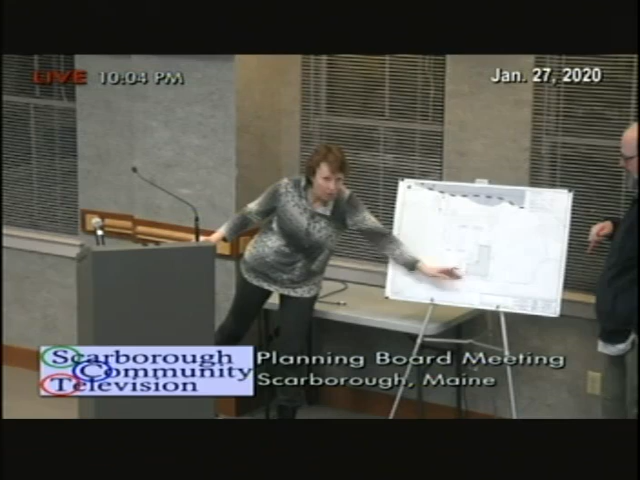 LIVE 10:04 PM
Jan. 27, 2020
Scarborough
Community
Television
Planning Board Meeting
Scarborough, Maine